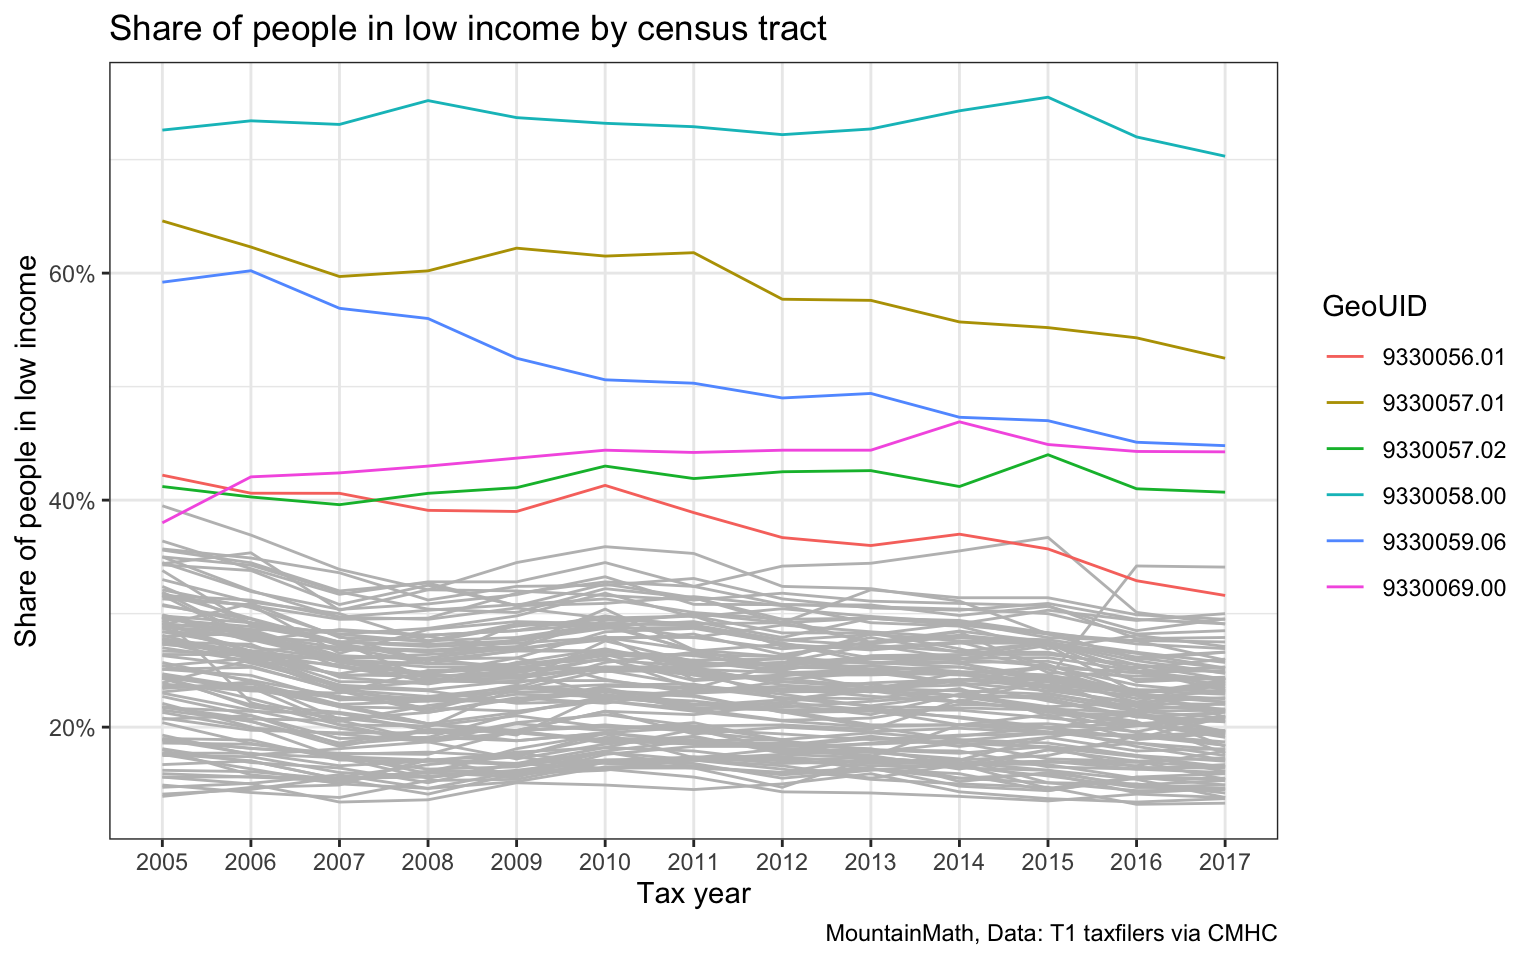 Share of people in low income by census tract
Share of people in low income
60%
40%
20%
2005 2006 2007 2008 2009 2010 2011 2012 2013 2014 2015 2016 2017
Tax year
GeoUID
9330056.01
9330057.01
9330057.02
9330058.00
9330059.06
9330069.00
MountainMath, Data: T1 taxfilers via CMHC